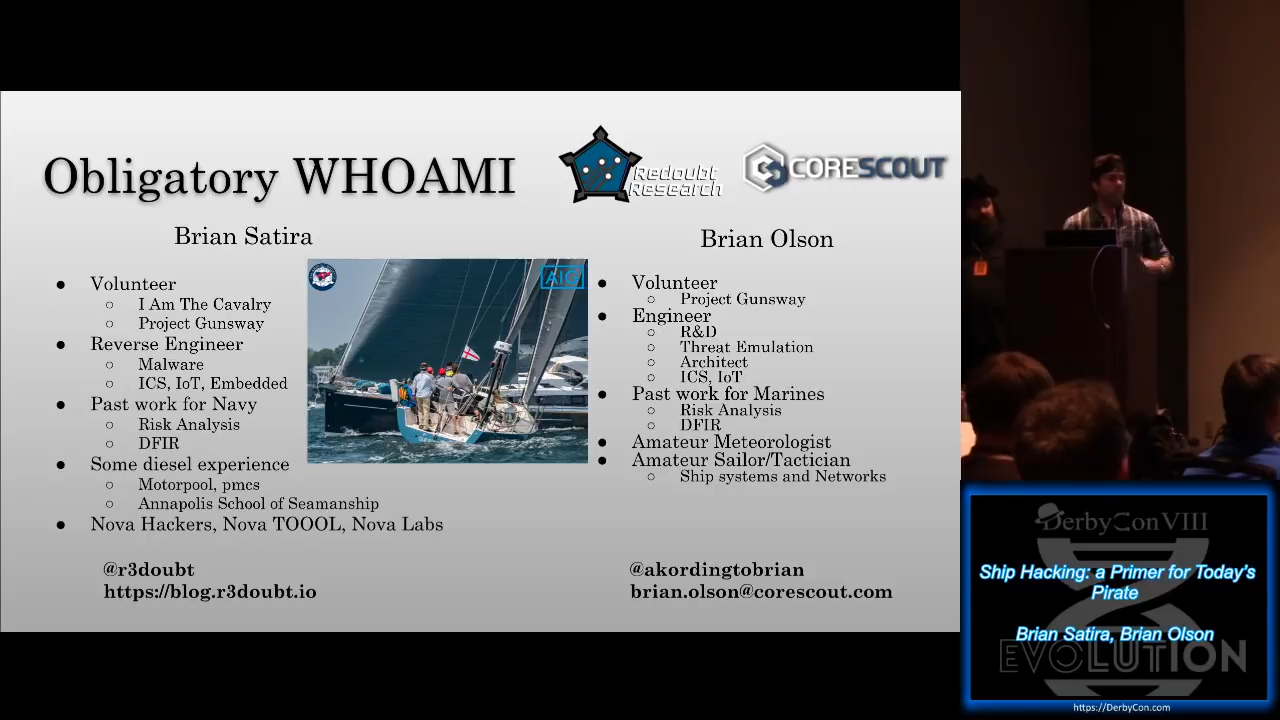 Obligatory WHOAMI
Redoubt
Research
CORESCOUT
Brian Satira
● Volunteer
○ I Am The Cavalry
○ Project Gunsway
● Reverse Engineer
○ Malware
○ ICS, IoT, Embedded
● Past work for Navy
○ Risk Analysis
○ DFIR
● Some diesel experience
○ Motorpool, pmcs
○ Annapolis School of Seamanship
● Nova Hackers, Nova TOOOL, Nova Labs
@r3doubt
https://blog.r3doubt.io
AIG
Brian Olson
● Volunteer
○ Project Gunsway
● Engineer
○ R&D
○ Threat Emulation
○ Architect
○ ICS, IoT
● Past work for Marines
○ Risk Analysis
○ DFIR
● Amateur Meteorologist
● Amateur Sailor/Tactician
○ Ship systems and Networks
@akordingtobrian
brian.olson@corescout.com
DerbyCon VIII
Ship Hacking: a Primer for Today's
Pirate
Brian Satira, Brian Olson
EVOLUTION
https://DerbyCon.com